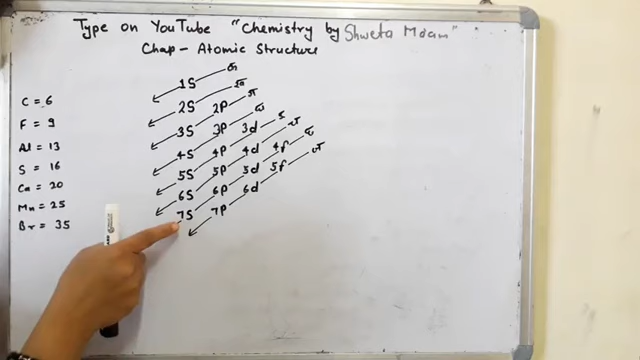 Type on YouTube "Chemistry by Shweta Mdam"
Chap- Atomic Structure
C = 6
F = 9
Al = 13
S = 16
Ca = 20
Mn = 25
Br = 35
1S
2S 2P
3S 3P 3d
4S 4P 4d 4f
5S 5P 5d 5f
6S 6P 6d
7S 7P